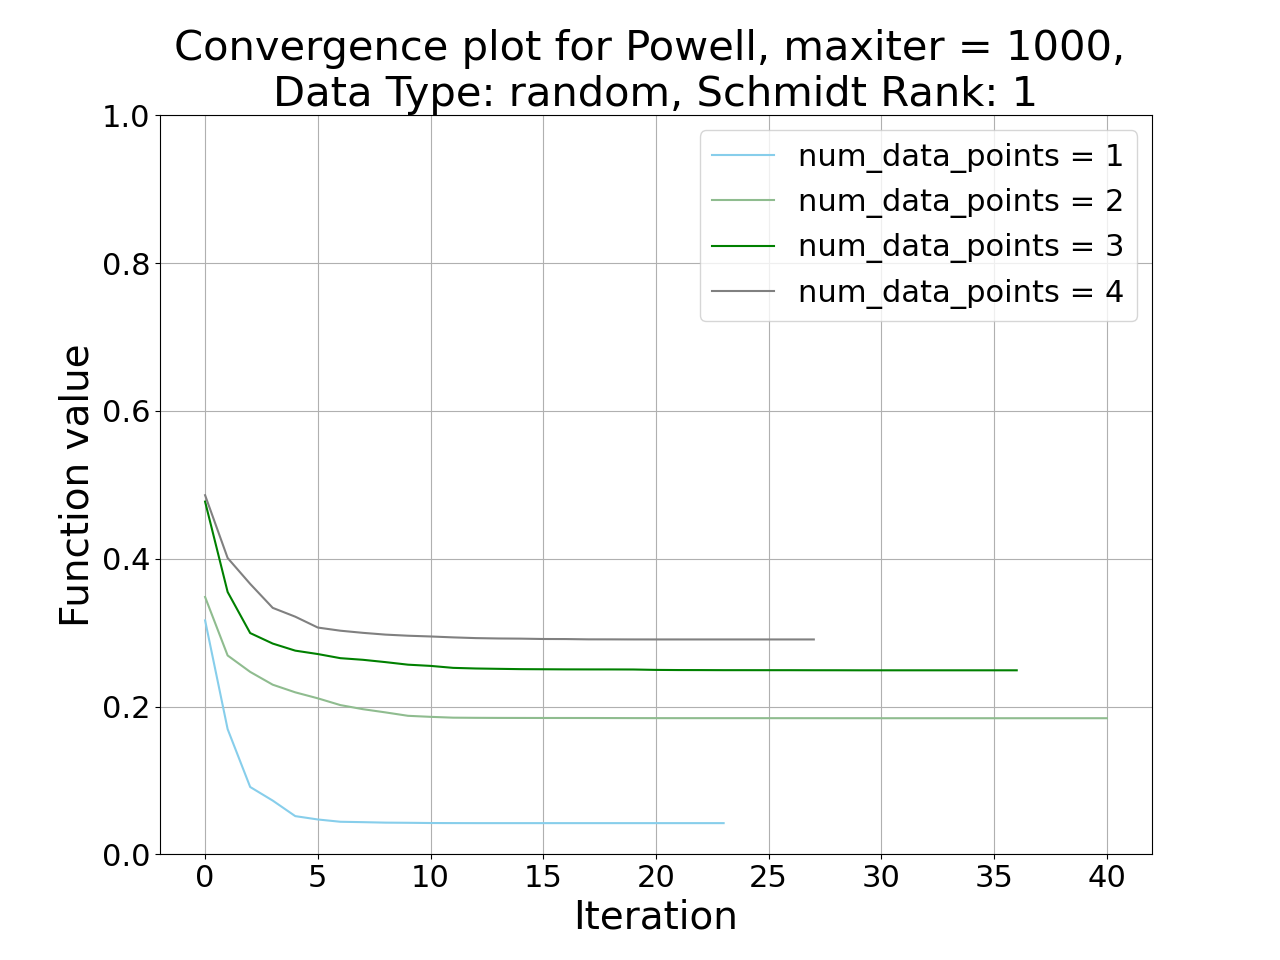 Convergence plot for Powell, maxiter = 1000,
Data Type: random, Schmidt Rank: 1
1.0
0.8
0.6
0.4
0.2
0.0
Function value
num_data_points = 1
num_data_points = 2
num_data_points = 3
num_data_points = 4
0 5 10 15 20 25 30 35 40
Iteration